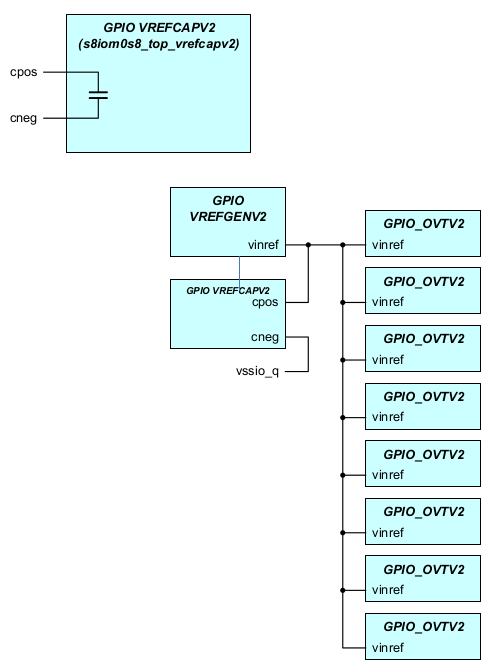 GPIO VREFCAPV2
(s8iom0s8_top_vrefcapv2)
cpos
cneg
GPIO
VREFGENV2
vinref
GPIO VREFCAPV2
cpos
cneg
vssio_q
GPIO_OVTV2
vinref
GPIO_OVTV2
vinref
GPIO_OVTV2
vinref
GPIO_OVTV2
vinref
GPIO_OVTV2
vinref
GPIO_OVTV2
vinref
GPIO_OVTV2
vinref
GPIO_OVTV2
vinref